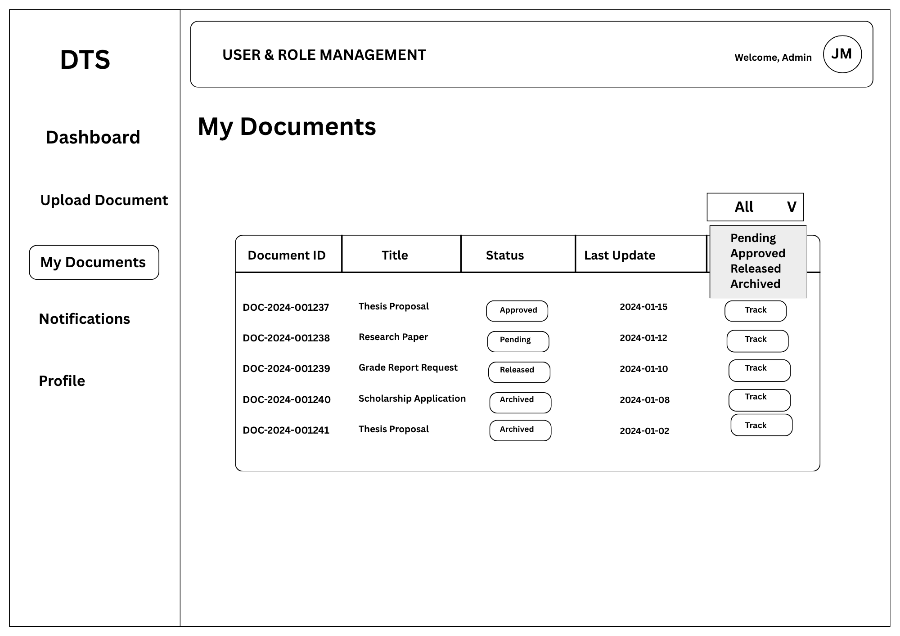 DTS
Dashboard
Upload Document
My Documents
Notifications
Profile
USER & ROLE MANAGEMENT
Welcome, Admin
JM
My Documents
All V
Pending
Approved
Released
Archived
Document ID Title Status Last Update
DOC-2024-001237 Thesis Proposal Approved 2024-01-15 Track
DOC-2024-001238 Research Paper Pending 2024-01-12 Track
DOC-2024-001239 Grade Report Request Released 2024-01-10 Track
DOC-2024-001240 Scholarship Application Archived 2024-01-08 Track
DOC-2024-001241 Thesis Proposal Archived 2024-01-02 Track